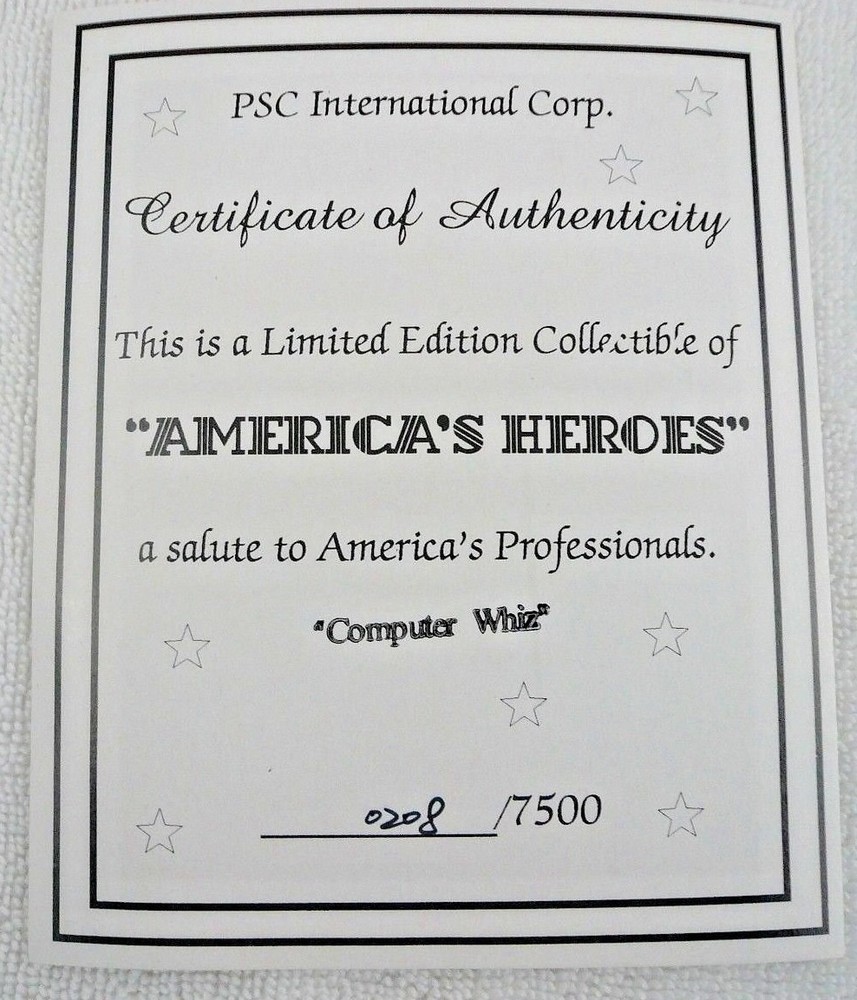 PSC International Corp.
Certificate of Authenticity
This is a Limited Edition Collectible of
"AMERICA'S HEROES"
a salute to America's Professionals.
"Computer Whiz"
0208 /7500